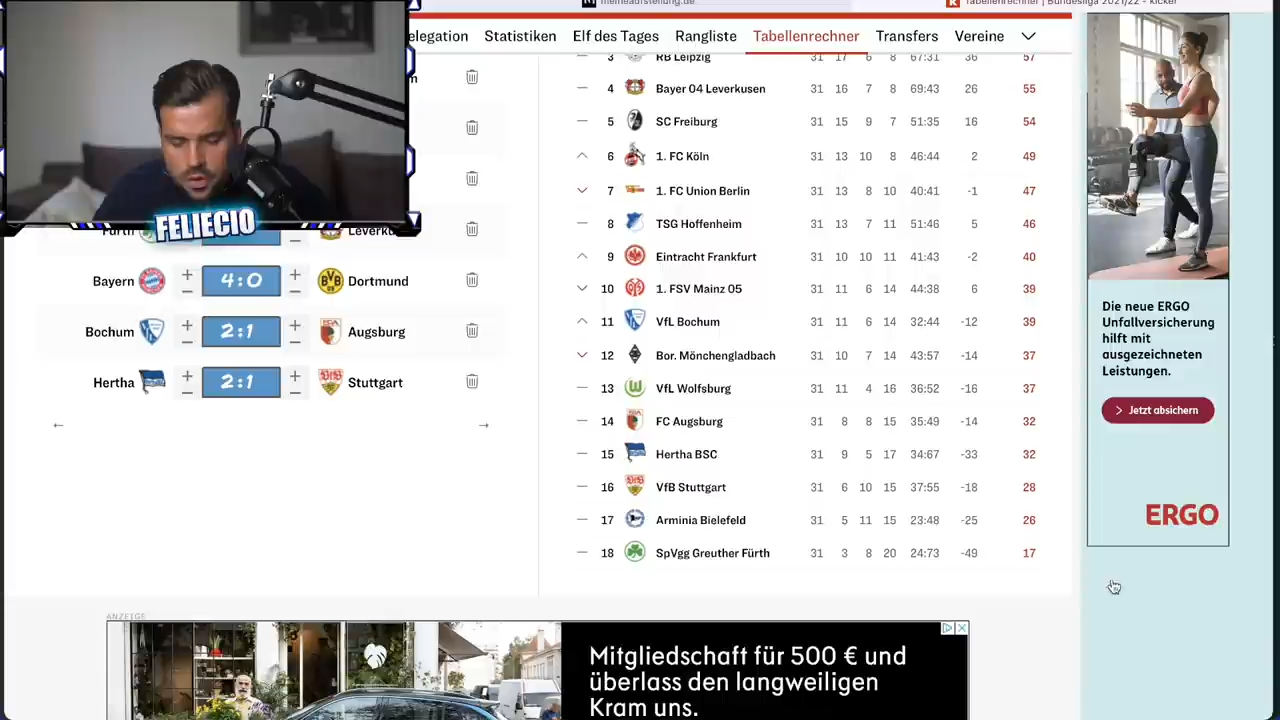 meineaufstellung.de
Tabellenrechner | Bundesliga 2021/22 - kicker
elegation Statistiken Elf des Tages Rangliste Tabellenrechner Transfers Vereine
3 RB Leipzig 31 17 6 8 67:31 36 57
4 Bayer 04 Leverkusen 31 16 7 8 69:43 26 55
5 SC Freiburg 31 15 9 7 51:35 16 54
6 1. FC Köln 31 13 10 8 46:44 2 49
7 1. FC Union Berlin 31 13 8 10 40:41 -1 47
8 TSG Hoffenheim 31 13 7 11 51:46 5 46
9 Eintracht Frankfurt 31 10 10 11 41:43 -2 40
10 1. FSV Mainz 05 31 11 6 14 44:38 6 39
11 VfL Bochum 31 11 6 14 32:44 -12 39
12 Bor. Mönchengladbach 31 10 7 14 43:57 -14 37
13 VfL Wolfsburg 31 11 4 16 36:52 -16 37
14 FC Augsburg 31 8 8 15 35:49 -14 32
15 Hertha BSC 31 9 5 17 34:67 -33 32
16 VfB Stuttgart 31 6 10 15 37:55 -18 28
17 Arminia Bielefeld 31 5 11 15 23:48 -25 26
18 SpVgg Greuther Fürth 31 3 8 20 24:73 -49 17
FELIECIO
Fürth Leverku
Bayern + − 4:0 + − BVB 09 Dortmund
Bochum + − 2:1 + − Augsburg
Hertha + − 2:1 + − Stuttgart
← →
Die neue ERGO
Unfallversicherung
hilft mit
ausgezeichneten
Leistungen.
Jetzt absichern
ERGO
ANZEIGE
Mitgliedschaft für 500 € und
überlass den langweiligen
Kram uns.